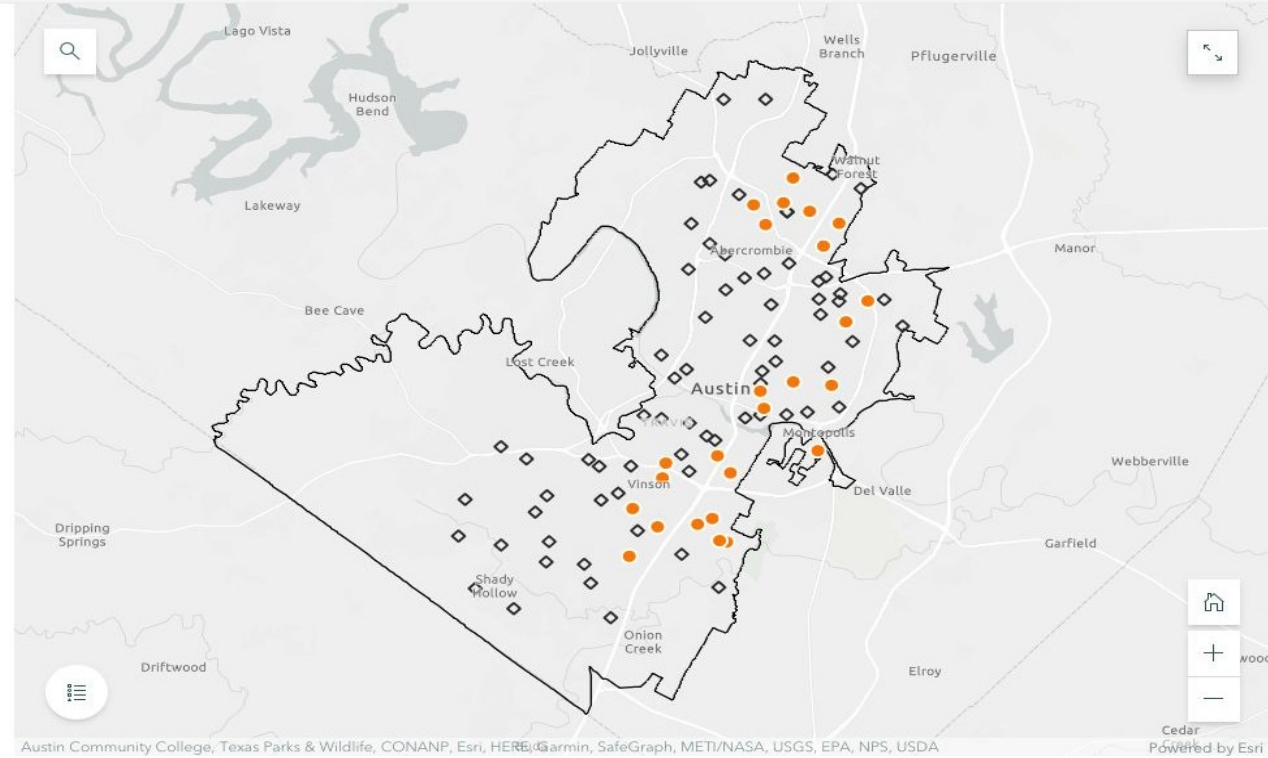 Lago Vista
Jollyville
Wells
Branch
Pflugerville
Hudson
Bend
Walnut
Forest
Lakeway
Abercrombie
Manor
Bee Cave
Lost Creek
Austin
TRAVIS
Montopolis
Webberville
Vinson
Del Valle
Dripping
Springs
Garfield
Shady
Hollow
Onion
Creek
Driftwood
Elroy
Cedar
Creek
Austin Community College, Texas Parks & Wildlife, CONANP, Esri, HERE, Garmin, SafeGraph, METI/NASA, USGS, EPA, NPS, USDA
Powered by Esri